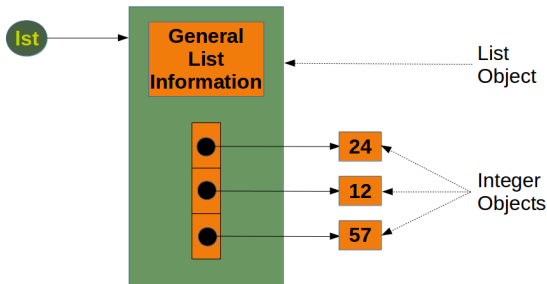 lst
General
List
Information
List
Object
24
12
57
Integer
Objects